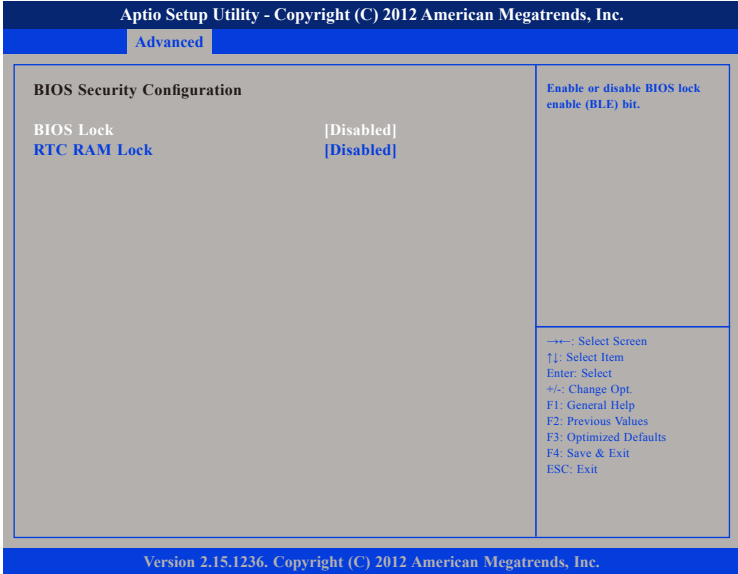 Aptio Setup Utility - Copyright (C) 2012 American Megatrends, Inc.
Advanced
BIOS Security Configuration
BIOS Lock [Disabled]
RTC RAM Lock [Disabled]
Enable or disable BIOS lock
enable (BLE) bit.
→←: Select Screen
↑↓: Select Item
Enter: Select
+/-: Change Opt.
F1: General Help
F2: Previous Values
F3: Optimized Defaults
F4: Save & Exit
ESC: Exit
Version 2.15.1236. Copyright (C) 2012 American Megatrends, Inc.